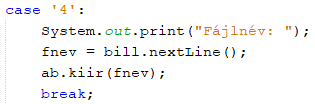 case '4':
System.out.print("Fájlnév: ");
fnev = bill.nextLine();
ab.kiir(fnev);
break;